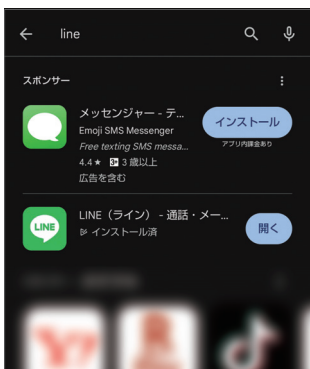 line
スポンサー
メッセンジャー - テ...
Emoji SMS Messenger
Free texting SMS messa...
4.4★ 3+ 3 歳以上
広告を含む
インストール
アプリ内課金あり
LINE
LINE（ライン） - 通話・メー...
インストール済
開く